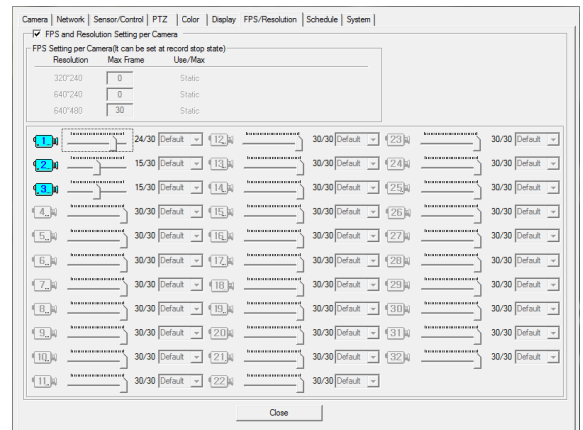 Camera Network Sensor/Control PTZ Color Display FPS/Resolution Schedule System
FPS and Resolution Setting per Camera
FPS Setting per Camera(It can be set at record stop state)
Resolution Max Frame Use/Max
320*240 0 Static
640*240 0 Static
640*480 30 Static
1 24/30 Default 12 30/30 Default 23 30/30 Default
2 15/30 Default 13 30/30 Default 24 30/30 Default
3 15/30 Default 14 30/30 Default 25 30/30 Default
4 30/30 Default 15 30/30 Default 26 30/30 Default
5 30/30 Default 16 30/30 Default 27 30/30 Default
6 30/30 Default 17 30/30 Default 28 30/30 Default
7 30/30 Default 18 30/30 Default 29 30/30 Default
8 30/30 Default 19 30/30 Default 30 30/30 Default
9 30/30 Default 20 30/30 Default 31 30/30 Default
10 30/30 Default 21 30/30 Default 32 30/30 Default
11 30/30 Default 22 30/30 Default
Close